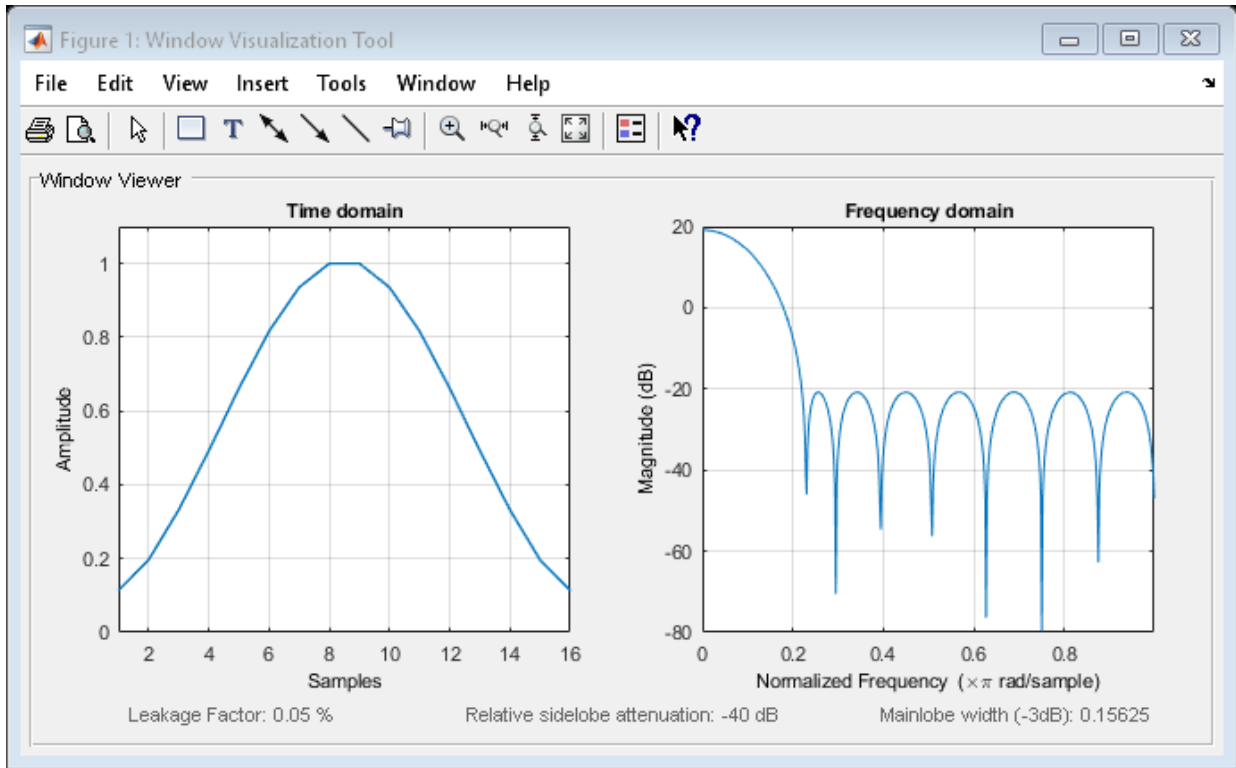 Figure 1: Window Visualization Tool
File Edit View Insert Tools Window Help
T
?
Window Viewer
Time domain
1
0.8
0.6
0.4
0.2
0
Amplitude
2 4 6 8 10 12 14 16
Samples
Frequency domain
20
0
-20
-40
-60
-80
Magnitude (dB)
0 0.2 0.4 0.6 0.8
Normalized Frequency (×π rad/sample)
Leakage Factor: 0.05 %
Relative sidelobe attenuation: -40 dB
Mainlobe width (-3dB): 0.15625